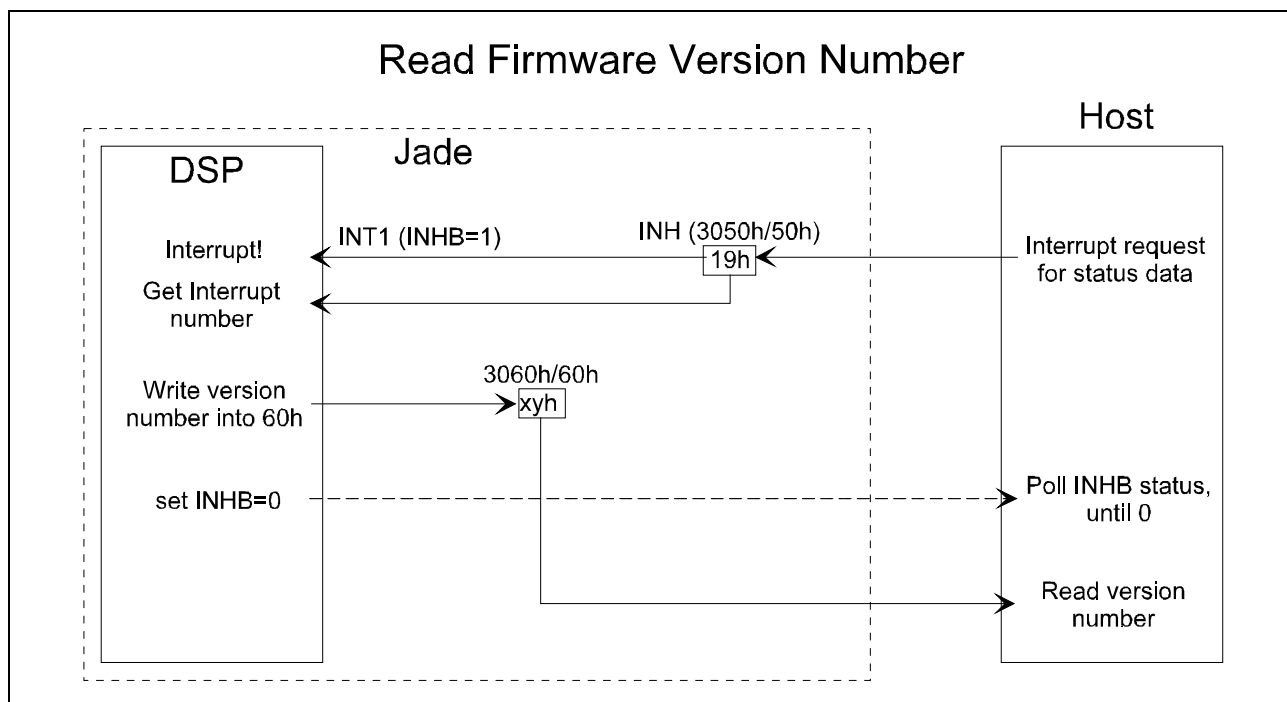 Read Firmware Version Number
Host
Jade
DSP
INT1 (INHB=1)
INH (3050h/50h)
Interrupt!
19h
Interrupt request
for status data
Get Interrupt
number
3060h/60h
Write version
number into 60h
xyh
set INHB=0
Poll INHB status,
until 0
Read version
number